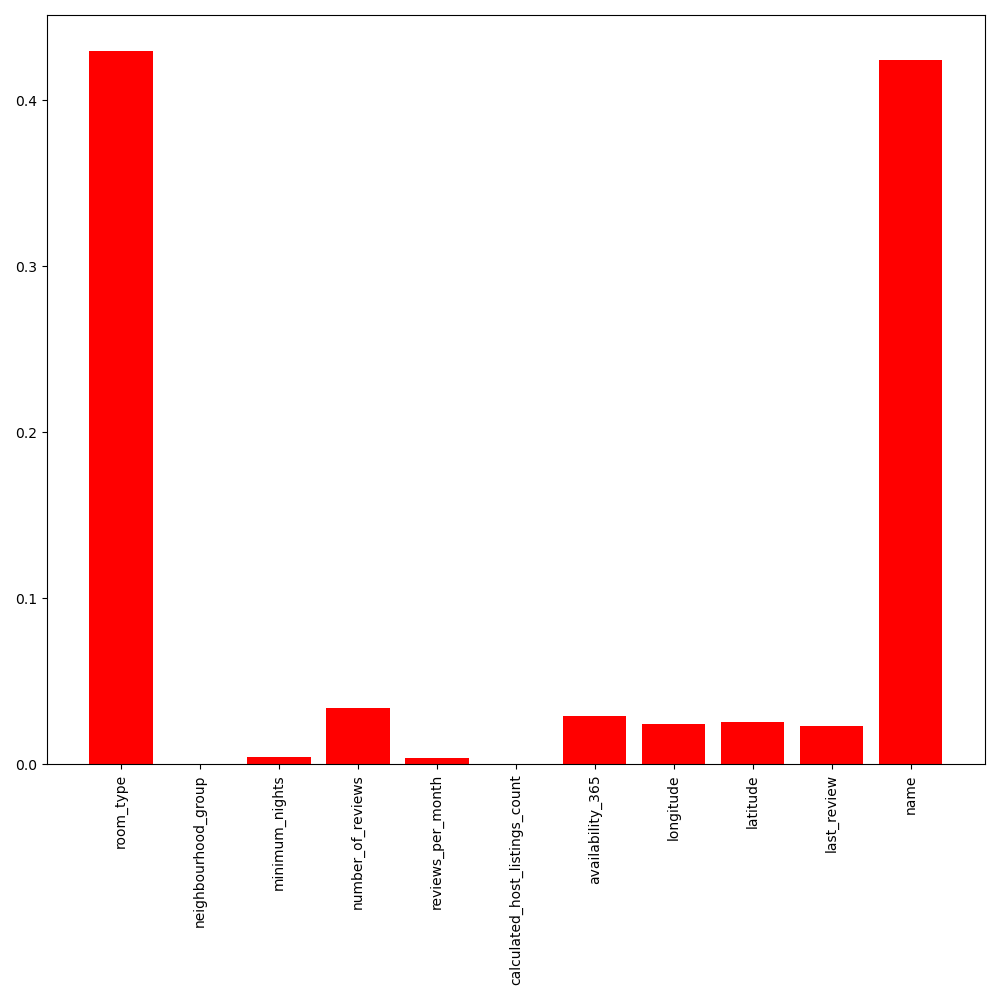 0.4
0.3
0.2
0.1
0.0
room_type
neighbourhood_group
minimum_nights
number_of_reviews
reviews_per_month
calculated_host_listings_count
availability_365
longitude
latitude
last_review
name